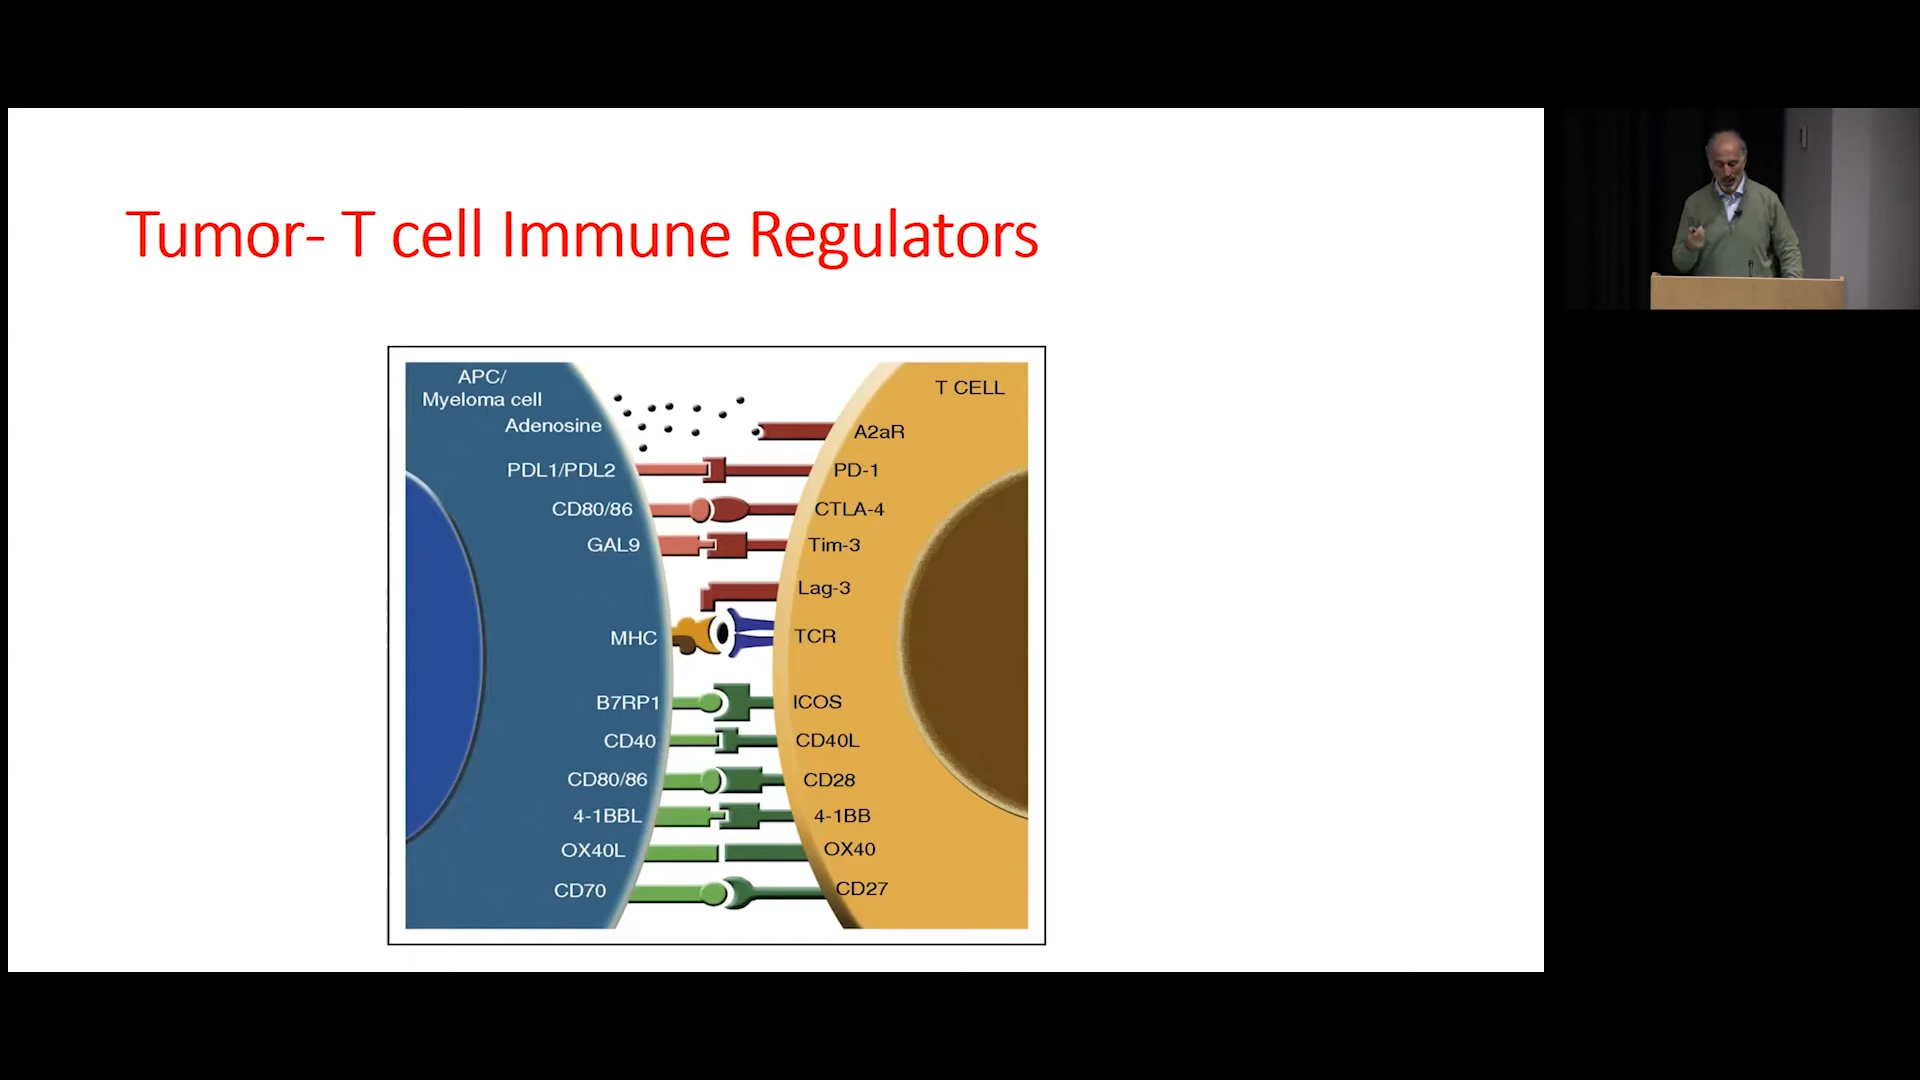 Tumor- T cell Immune Regulators
APC/
Myeloma cell
T CELL
Adenosine
A2aR
PDL1/PDL2
PD-1
CD80/86
CTLA-4
GAL9
Tim-3
Lag-3
MHC
TCR
B7RP1
ICOS
CD40
CD40L
CD80/86
CD28
4-1BBL
4-1BB
OX40L
OX40
CD70
CD27